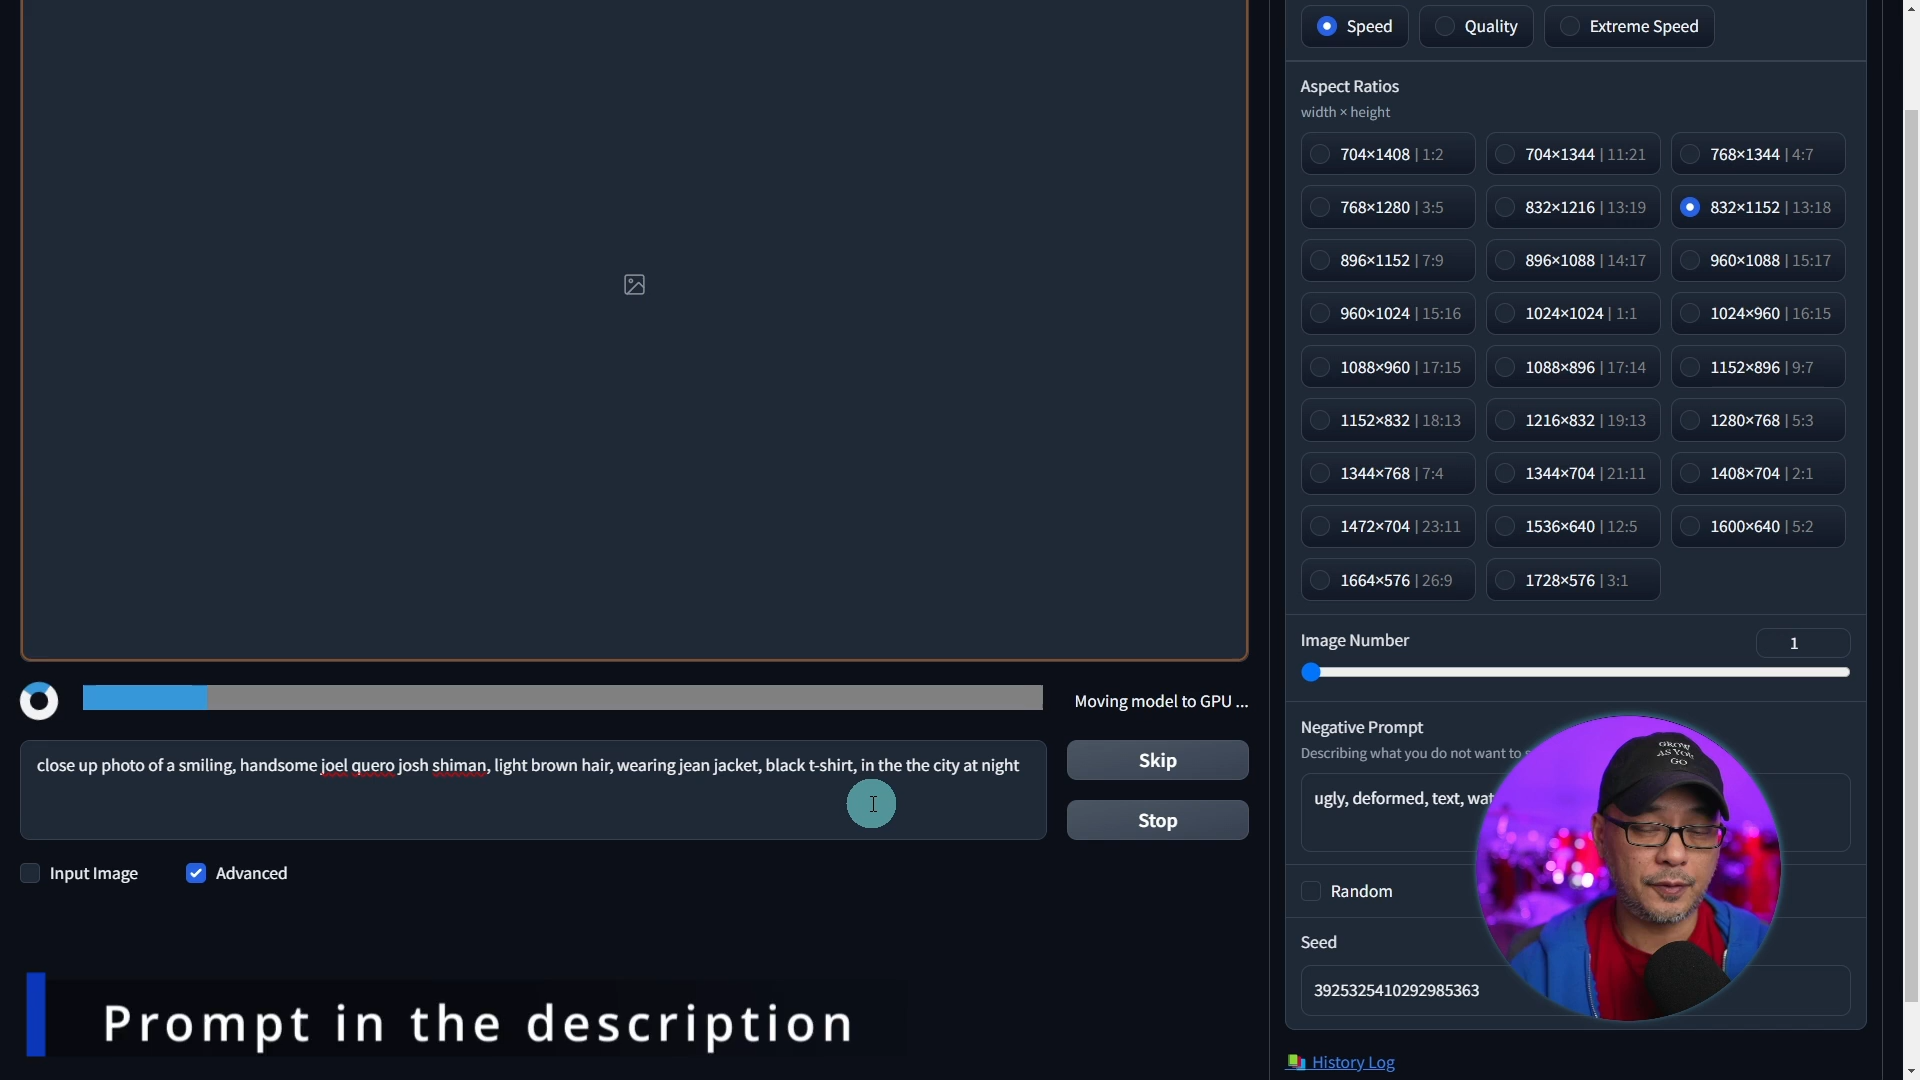 Speed
Quality
Extreme Speed
Aspect Ratios
width × height
704×1408 | 1:2
704×1344 | 11:21
768×1344 | 4:7
768×1280 | 3:5
832×1216 | 13:19
832×1152 | 13:18
896×1152 | 7:9
896×1088 | 14:17
960×1088 | 15:17
960×1024 | 15:16
1024×1024 | 1:1
1024×960 | 16:15
1088×960 | 17:15
1088×896 | 17:14
1152×896 | 9:7
1152×832 | 18:13
1216×832 | 19:13
1280×768 | 5:3
1344×768 | 7:4
1344×704 | 21:11
1408×704 | 2:1
1472×704 | 23:11
1536×640 | 12:5
1600×640 | 5:2
1664×576 | 26:9
1728×576 | 3:1
Image Number
1
Moving model to GPU ...
Negative Prompt
Describing what you do not want to
close up photo of a smiling, handsome joel quero josh shiman, light brown hair, wearing jean jacket, black t-shirt, in the the city at night
Skip
Stop
ugly, deformed, text, wat
GROW
AS YOU
GO
Input Image
Advanced
Random
Seed
3925325410292985363
Prompt in the description
History Log